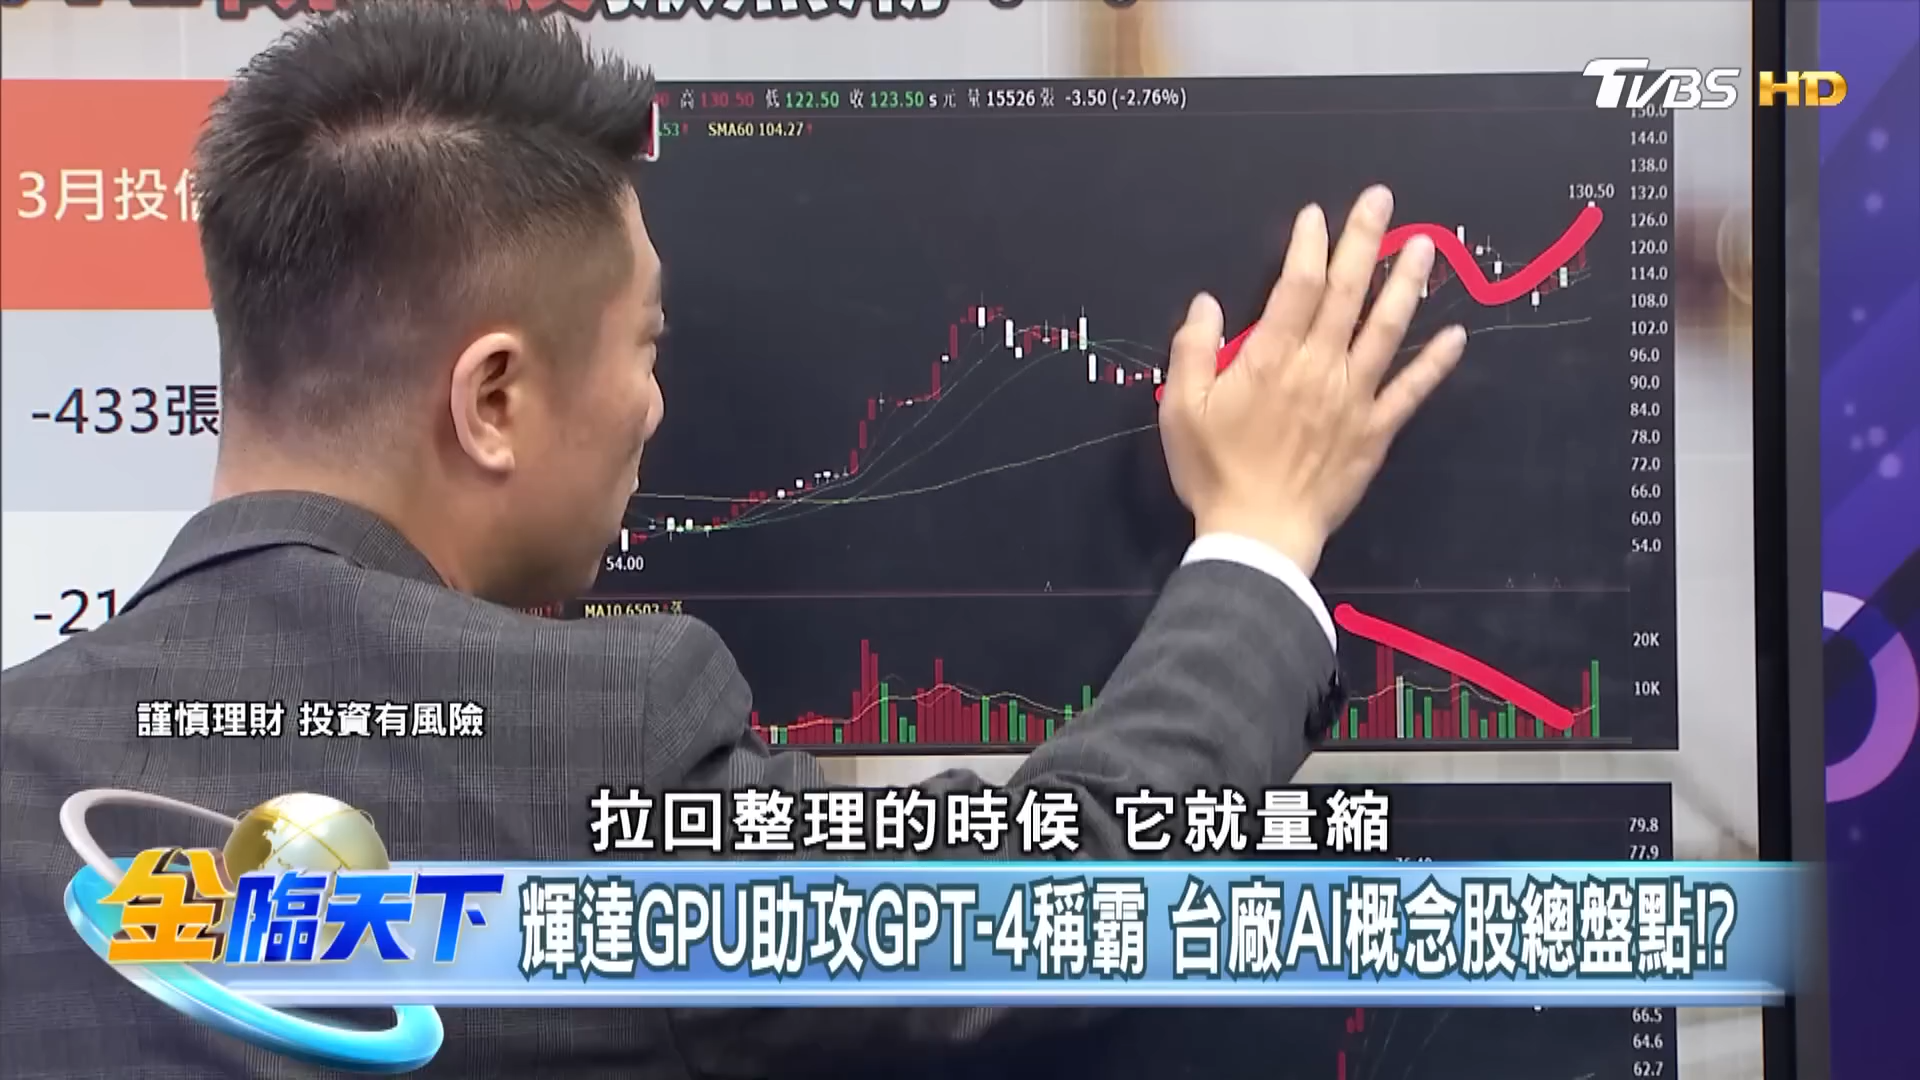 TVBS HD
高 130.50 低 122.50 收 123.50 s 元 量 15526 張 -3.50 (-2.76%)
SMA60 104.27
150.0
144.0
138.0
130.50
132.0
126.0
120.0
114.0
108.0
102.0
96.0
90.0
84.0
78.0
72.0
66.0
60.0
54.0
3月投信
-433張
-21
54.00
MA10 6503 張
20K
10K
謹慎理財 投資有風險
拉回整理的時候 它就量縮
79.8
77.9
金臨天下
輝達GPU助攻GPT-4稱霸 台廠AI概念股總盤點!?
66.5
64.6
62.7